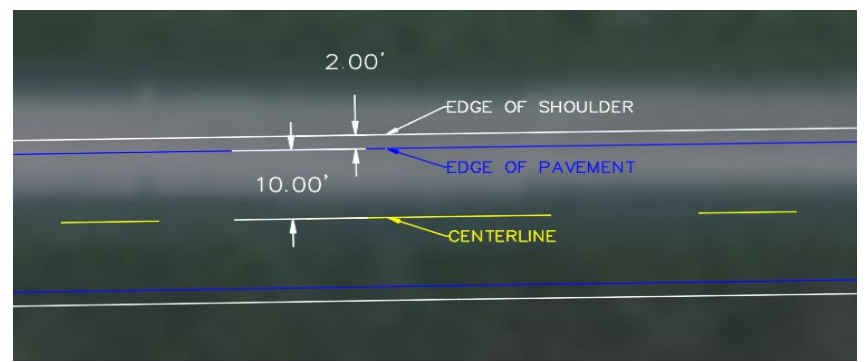 2.00'
EDGE OF SHOULDER
EDGE OF PAVEMENT
10.00'
CENTERLINE